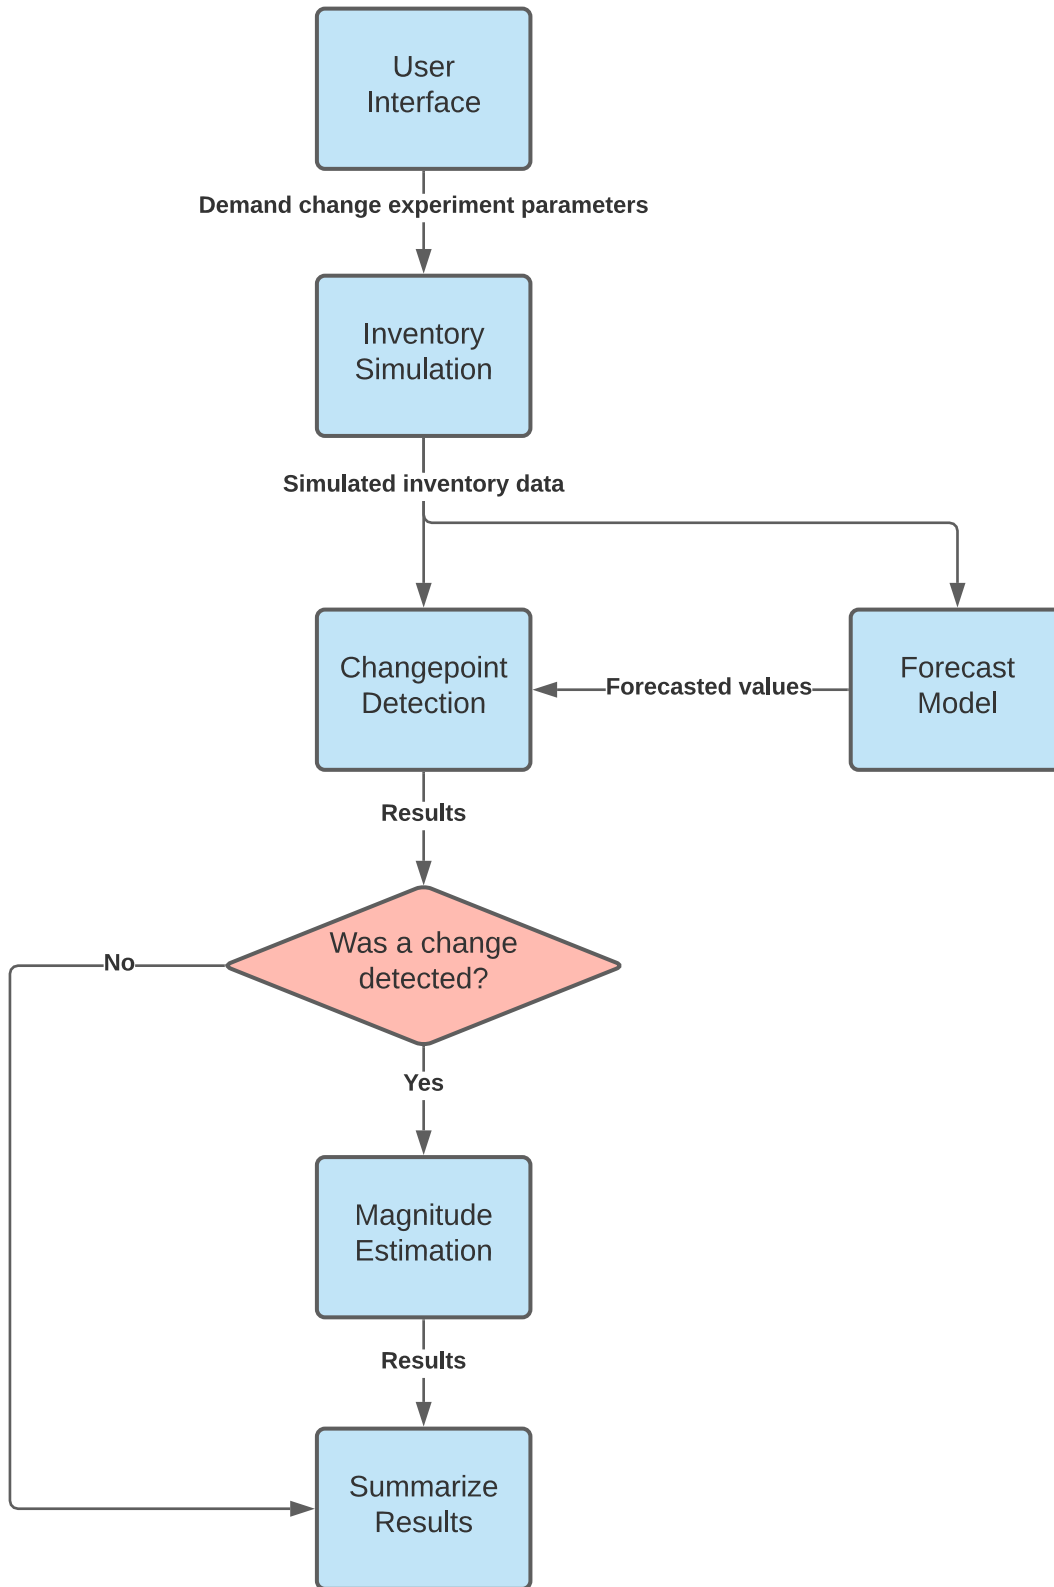 User
Interface
Demand change experiment parameters
Inventory
Simulation
Simulated inventory data
Changepoint
Detection
Forecasted values
Forecast
Model
Results
Was a change
detected?
No
Yes
Magnitude
Estimation
Results
Summarize
Results